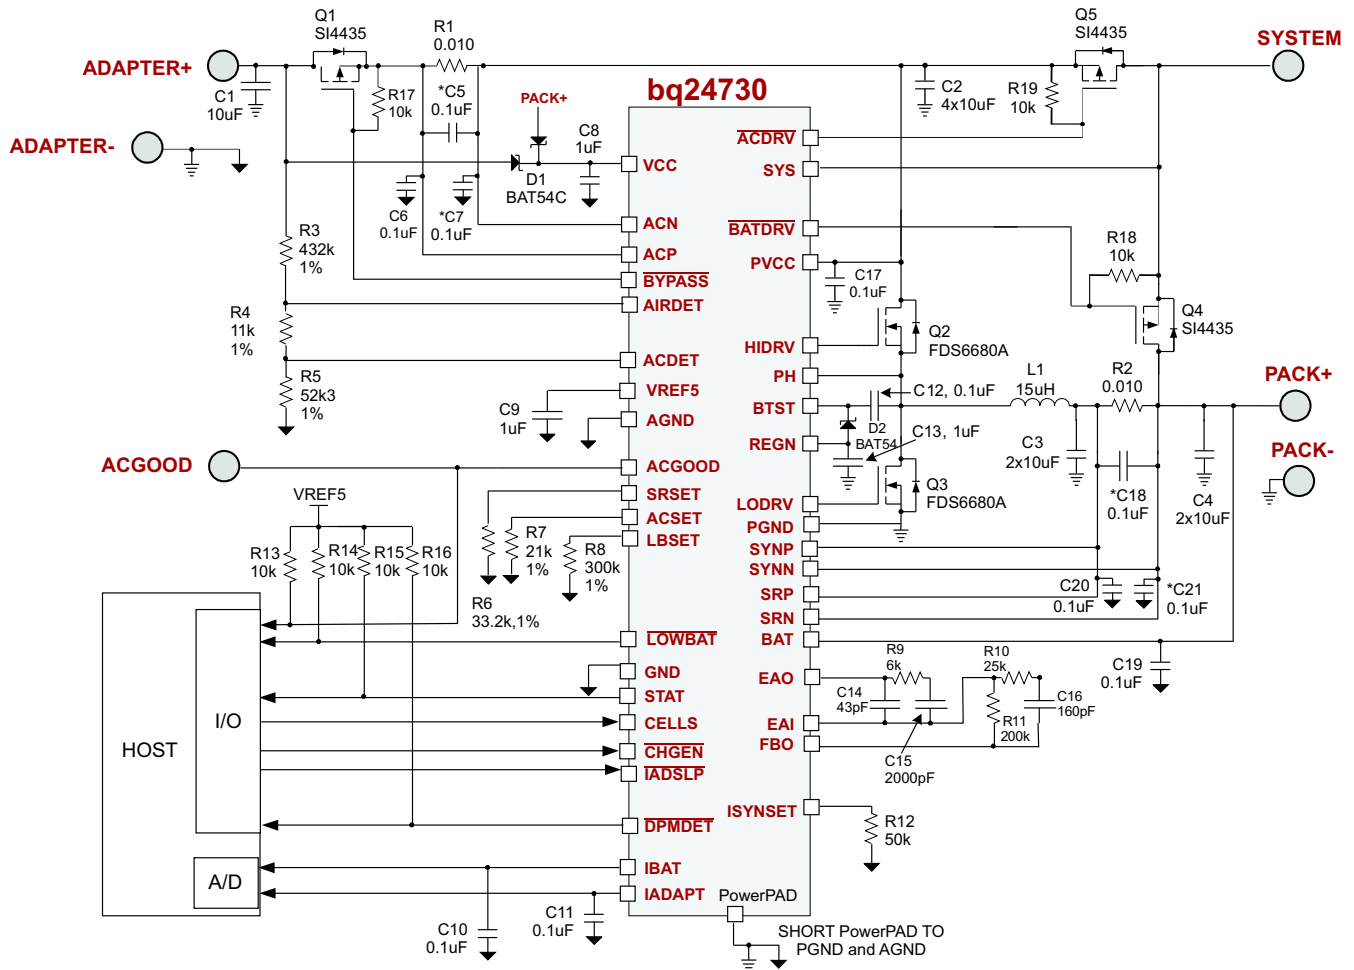 Q1
SI4435
R1
0.010
Q5
SI4435
SYSTEM
ADAPTER+
C1
10uF
R17
10k
*C5
0.1uF
PACK+
bq24730
C2
4x10uF
R19
10k
ADAPTER-
C8
1uF
D1
BAT54C
C6
0.1uF
*C7
0.1uF
VCC
ACN
ACP
BYPASS
AIRDET
ACDET
VREF5
AGND
ACGOOD
SRSET
ACSET
LBSET
LOWBAT
GND
STAT
CELLS
CHGEN
IADSLP
DPMDET
IBAT
IADAPT
ACDRV
SYS
BATDRV
PVCC
HIDRV
PH
BTST
REGN
LODRV
PGND
SYNP
SYNN
SRP
SRN
BAT
EAO
EAI
FBO
ISYNSET
PowerPAD
R3
432k
1%
R4
11k
1%
R5
52k3
1%
C9
1uF
ACGOOD
VREF5
R13
10k
R14
10k
R15
10k
R16
10k
R7
21k
1%
R8
300k
1%
R6
33.2k,1%
HOST
I/O
A/D
C10
0.1uF
C11
0.1uF
R18
10k
Q4
SI4435
C17
0.1uF
Q2
FDS6680A
C12, 0.1uF
L1
15uH
R2
0.010
PACK+
D2
BAT54
C13, 1uF
C3
2x10uF
PACK-
Q3
FDS6680A
*C18
0.1uF
C4
2x10uF
C20
0.1uF
*C21
0.1uF
C19
0.1uF
R9
6k
C14
43pF
R10
25k
C16
160pF
R11
200k
C15
2000pF
R12
50k
SHORT PowerPAD TO
PGND and AGND